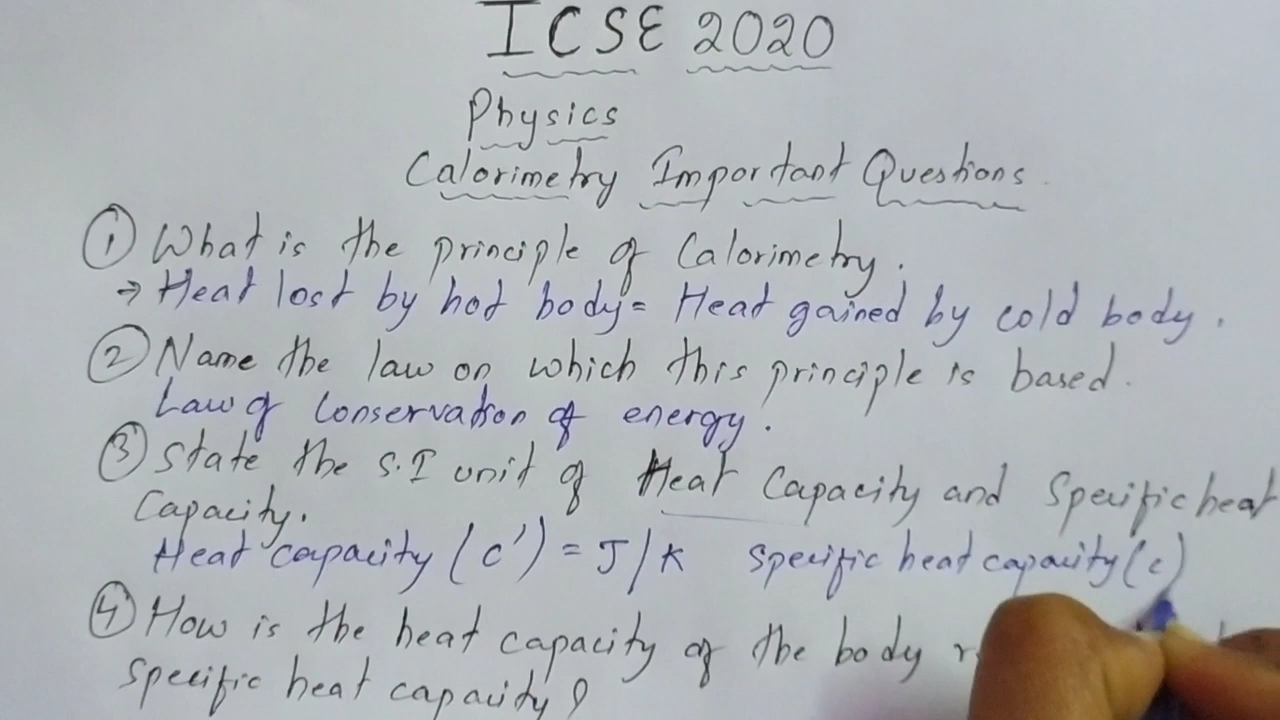 ICSE 2020
Physics
Calorimetry Important Questions.
① What is the principle of Calorimetry.
→ Heat lost by hot body = Heat gained by cold body.
② Name the law on which this principle is based.
Law of Conservation of energy.
③ State the S.I unit of Heat Capacity and Specific heat
Capacity.
Heat capacity (c') = J/K Specific heat capacity (c)
④ How is the heat capacity of the body
specific heat capacity?